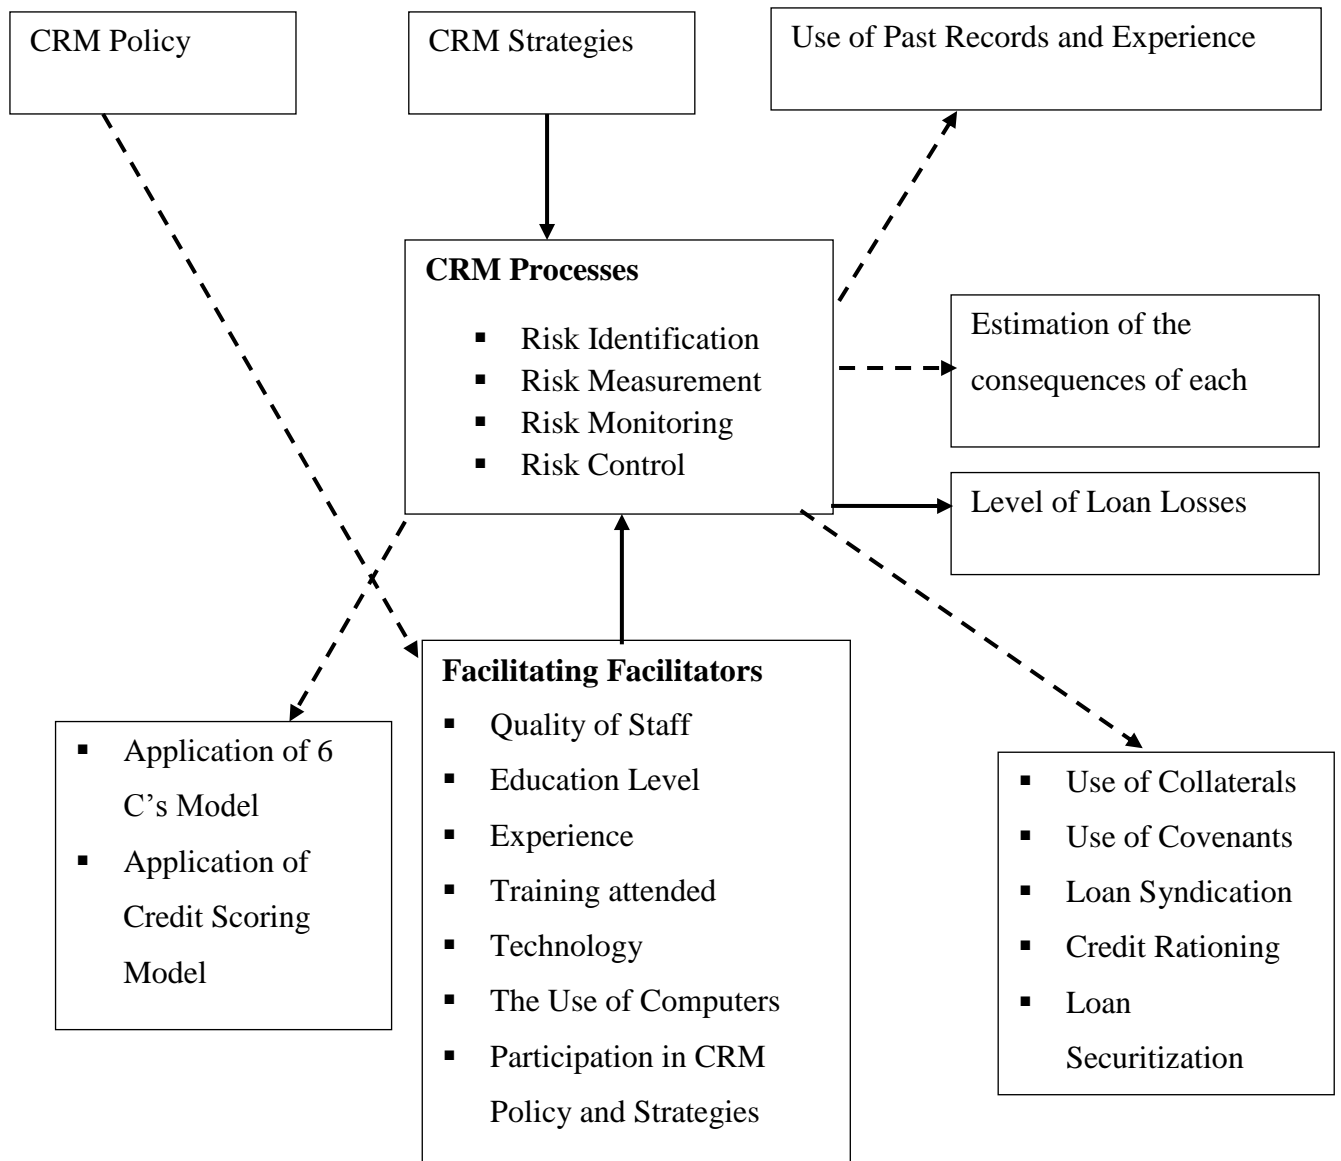 CRM Policy
CRM Strategies
Use of Past Records and Experience
CRM Processes
▪ Risk Identification
▪ Risk Measurement
▪ Risk Monitoring
▪ Risk Control
Estimation of the
consequences of each
Level of Loan Losses
Facilitating Facilitators
▪ Quality of Staff
▪ Education Level
▪ Experience
▪ Training attended
▪ Technology
▪ The Use of Computers
▪ Participation in CRM
Policy and Strategies
▪ Application of 6
C’s Model
▪ Application of
Credit Scoring
Model
▪ Use of Collaterals
▪ Use of Covenants
▪ Loan Syndication
▪ Credit Rationing
▪ Loan
Securitization